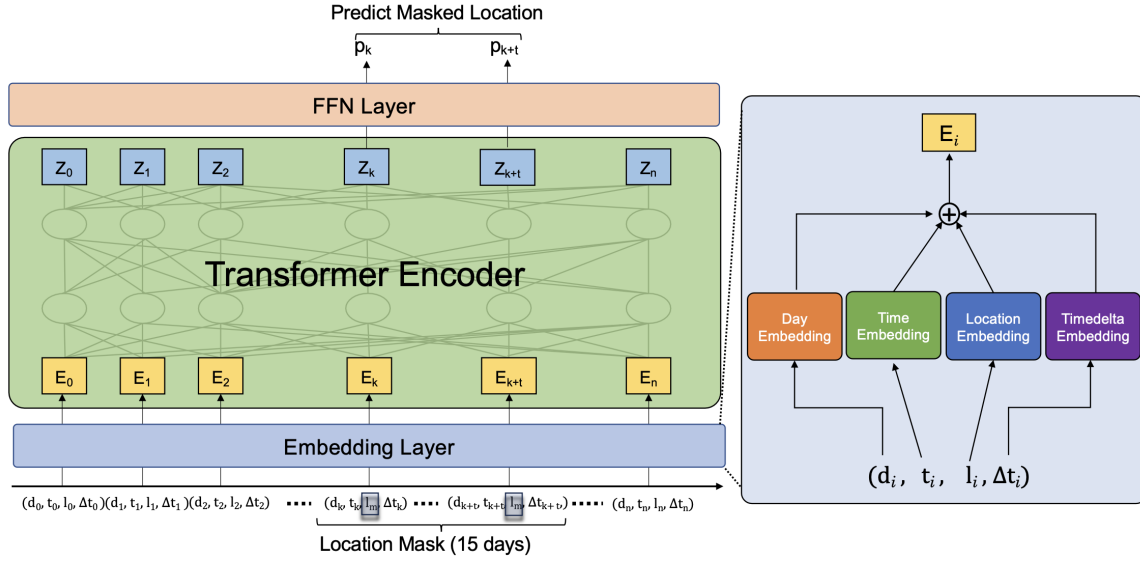 Predict Masked Location
pₖ pₖ₊ₜ
FFN Layer
Z₀ Z₁ Z₂ Zₖ Zₖ₊ₜ Zₙ
Transformer Encoder
E₀ E₁ E₂ Eₖ Eₖ₊ₜ Eₙ
Embedding Layer
(d₀, t₀, l₀, Δt₀)(d₁, t₁, l₁, Δt₁)(d₂, t₂, l₂, Δt₂) ······ (dₖ, tₖ, lₘ, Δtₖ) ····· (dₖ₊ₜ, tₖ₊ₜ, lₘ, Δtₖ₊ₜ,) ······ (dₙ, tₙ, lₙ, Δtₙ)
Location Mask (15 days)
Eᵢ
+
Day
Embedding
Time
Embedding
Location
Embedding
Timedelta
Embedding
(dᵢ, tᵢ, lᵢ, Δtᵢ)